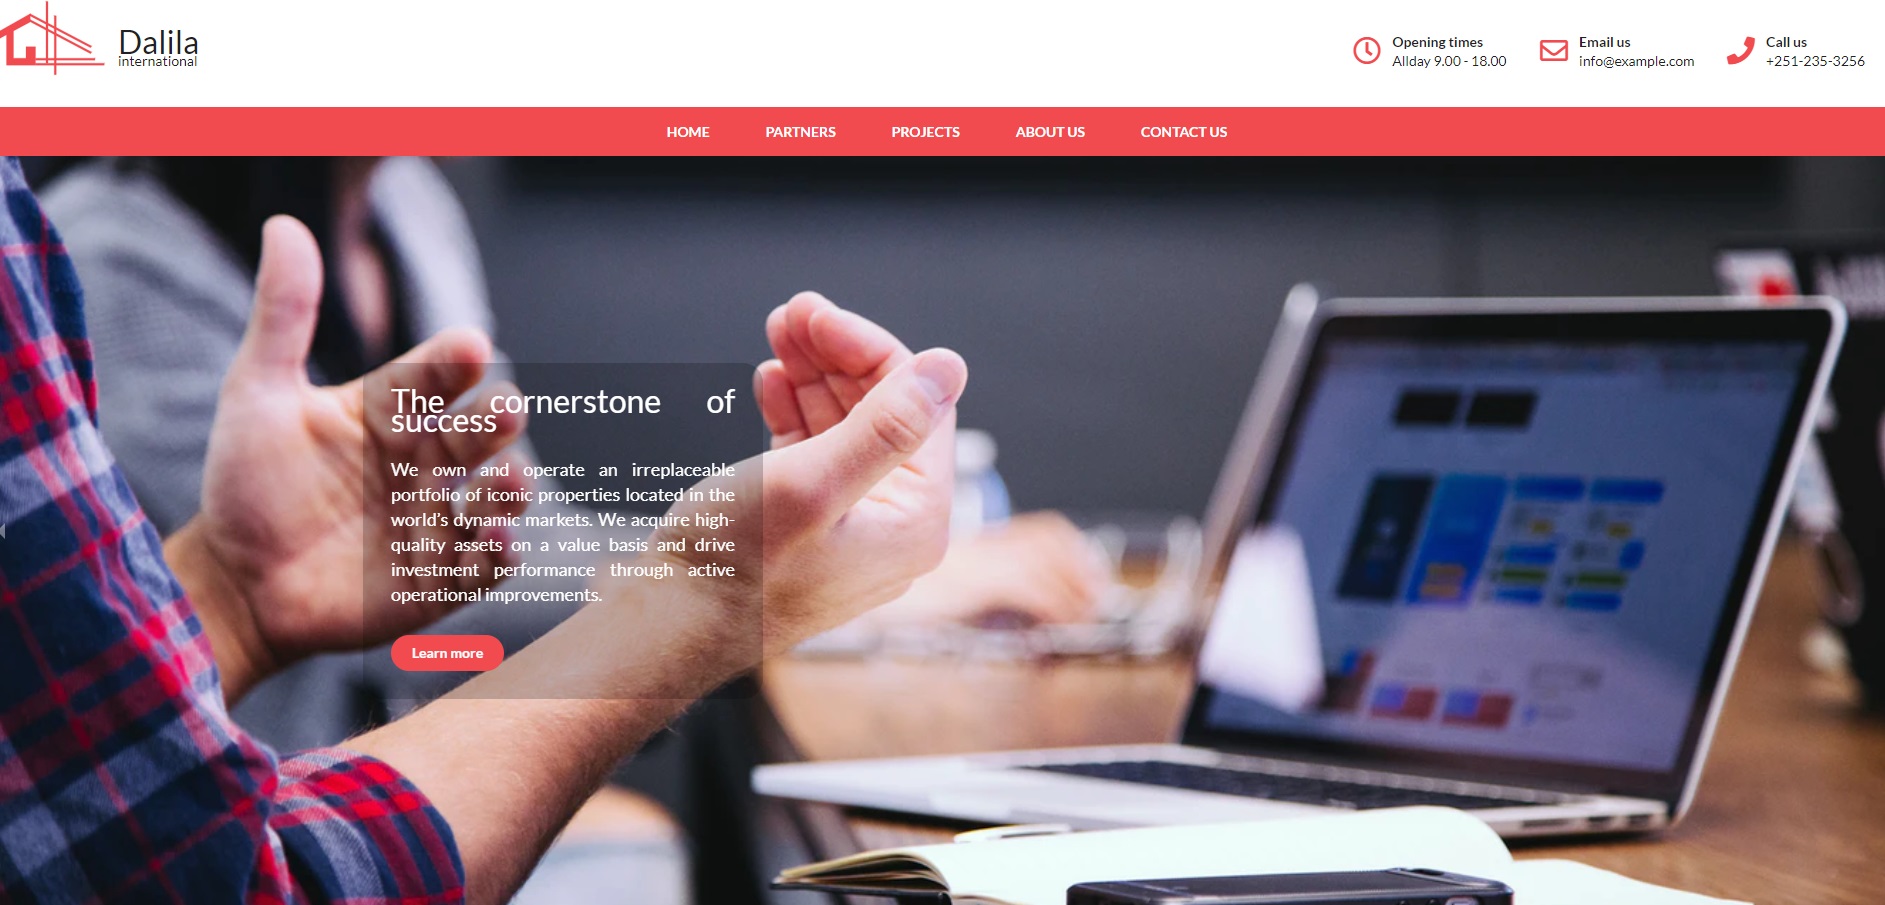 Dalila
international
Opening times
Allday 9.00 - 18.00
Email us
info@example.com
Call us
+251-235-3256
HOME
PARTNERS
PROJECTS
ABOUT US
CONTACT US
The cornerstone of
success
We own and operate an irreplaceable
portfolio of iconic properties located in the
world’s dynamic markets. We acquire high-
quality assets on a value basis and drive
investment performance through active
operational improvements.
Learn more